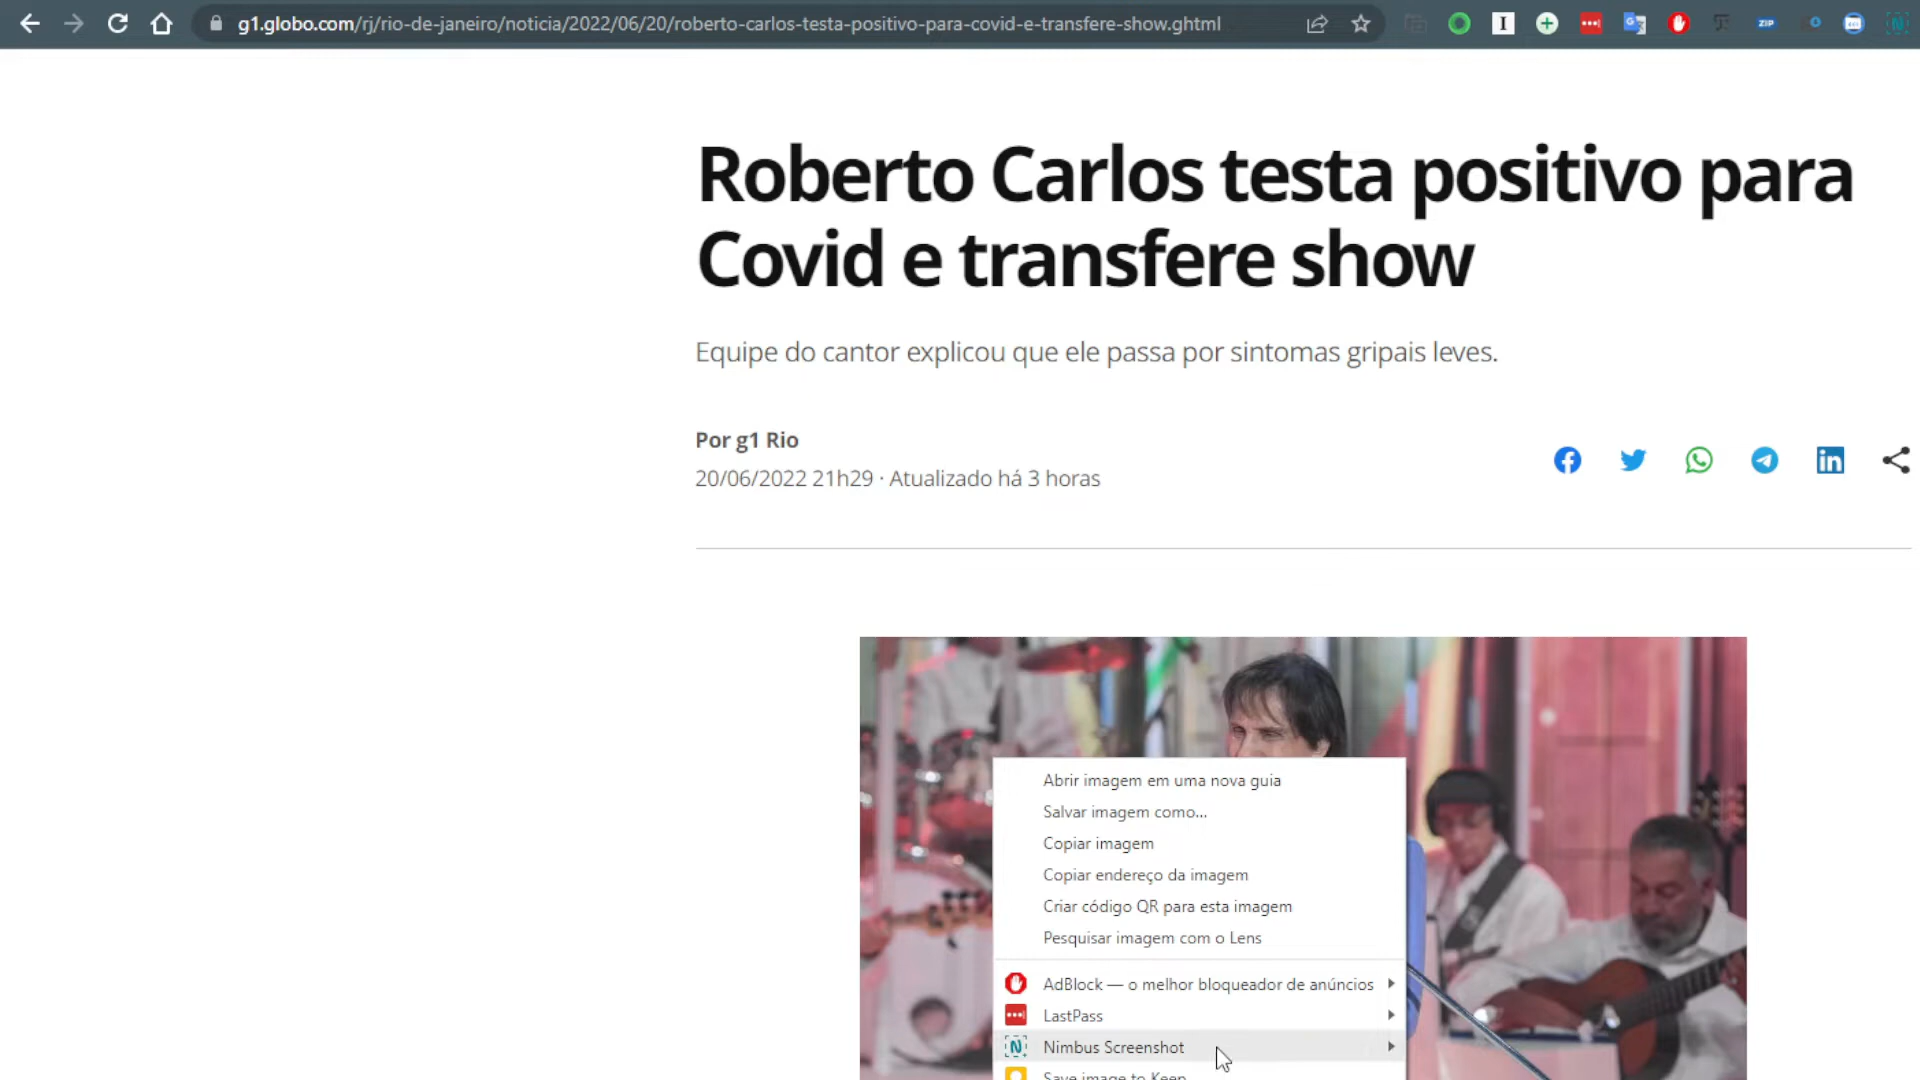 g1.globo.com/rj/rio-de-janeiro/noticia/2022/06/20/roberto-carlos-testa-positivo-para-covid-e-transfere-show.ghtml
Roberto Carlos testa positivo para
Covid e transfere show
Equipe do cantor explicou que ele passa por sintomas gripais leves.
Por g1 Rio
20/06/2022 21h29 · Atualizado há 3 horas
Abrir imagem em uma nova guia
Salvar imagem como...
Copiar imagem
Copiar endereço da imagem
Criar código QR para esta imagem
Pesquisar imagem com o Lens
AdBlock — o melhor bloqueador de anúncios
LastPass
Nimbus Screenshot
Save image to Keep